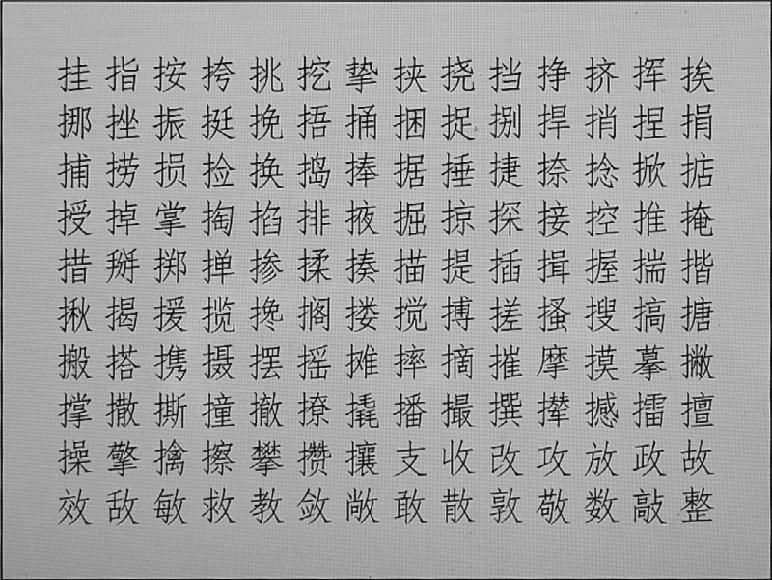 挂指按挎挑挖挚挟挠挡挣挤挥挨
挪挫振挺挽捂捅捆捉捌捍捎捏捐
捕捞损捡换捣捧据捶捷捺捻掀掂
授掉掌掏掐排掖掘掠探接控推掩
措掰掷掸掺揉揍描提插揖握揣揩
揪揭援揽搀搁搂搅搏搓搔搜搞搪
搬搭携摄摆摇摊摔摘摧摩摸摹撇
撑撒撕撞撤撩撬播撮撰撵撼擂擅
操擎擒擦攀攒攘支收改攻放政故
效敌敏救教敛敞敢散敦敬数敲整